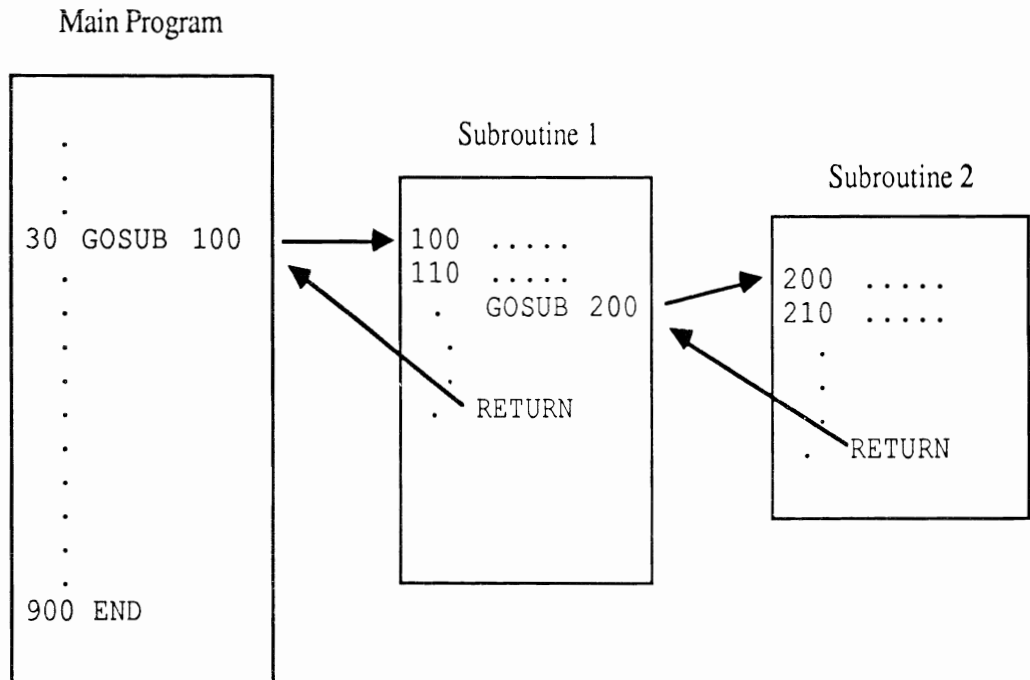 Main Program
.
.
.
30 GOSUB 100
.
.
.
.
.
.
.
.
.
.
900 END
Subroutine 1
100 .....
110 .....
. GOSUB 200
.
.
. RETURN
Subroutine 2
200 .....
210 .....
.
.
.
. RETURN